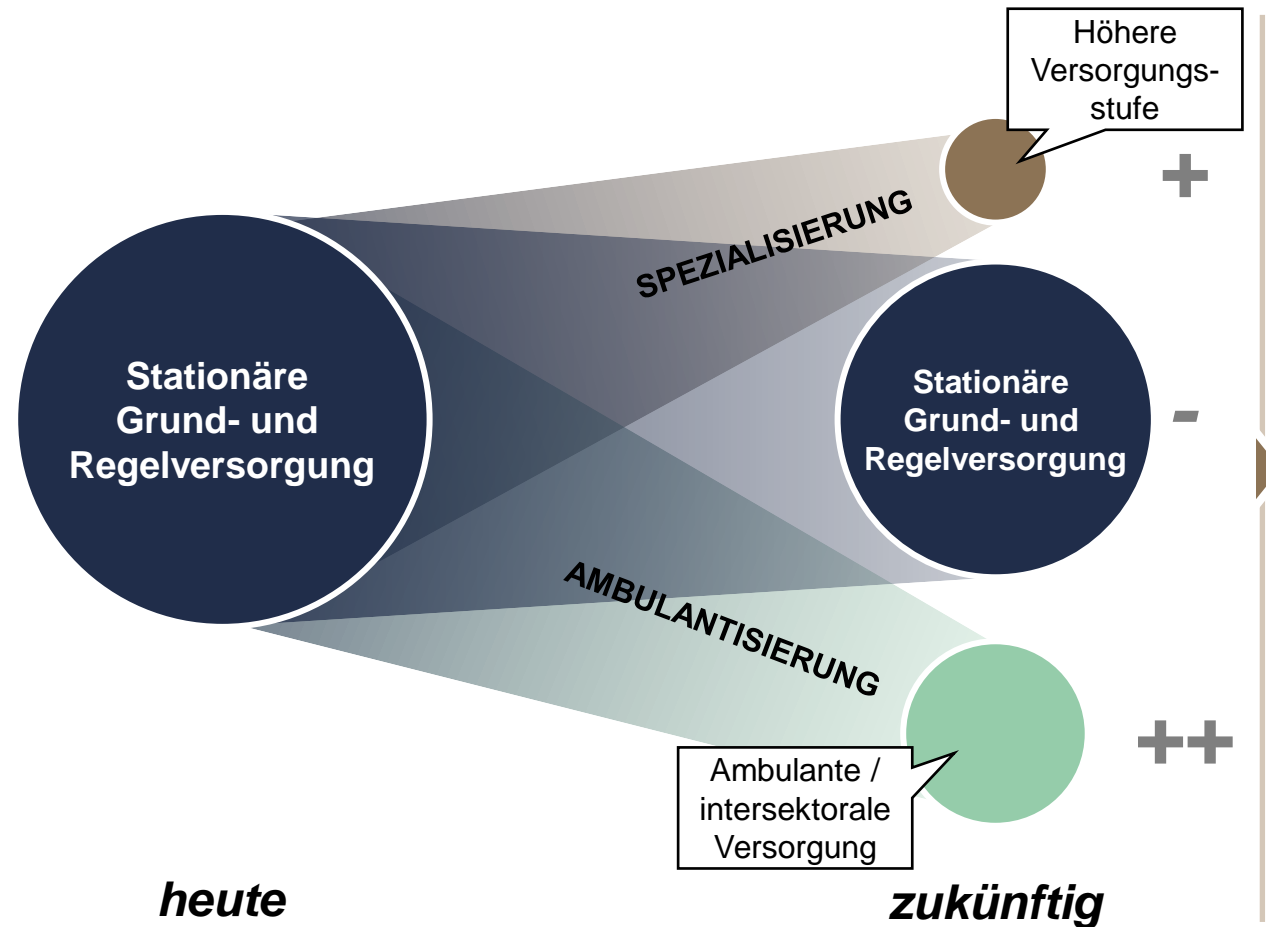 Höhere
Versorgungs-
stufe
+
SPEZIALISIERUNG
Stationäre
Grund- und
Regelversorgung
Stationäre
Grund- und
Regelversorgung
-
AMBULANTISIERUNG
++
Ambulante /
intersektorale
Versorgung
heute
zukünftig